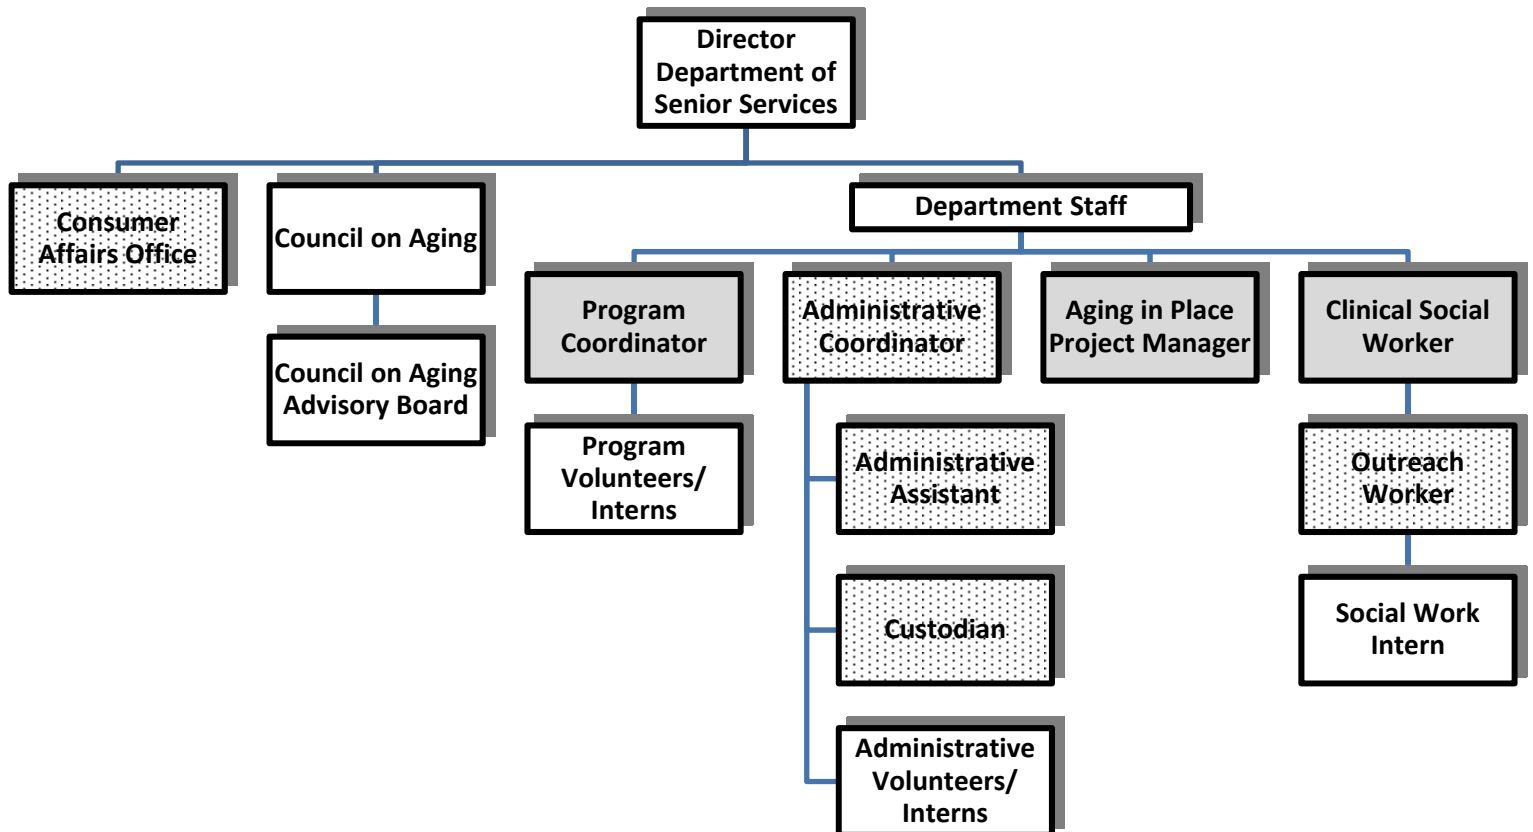 Director
Department of
Senior Services
Consumer
Affairs Office
Council on Aging
Department Staff
Council on Aging
Advisory Board
Program
Coordinator
Administrative
Coordinator
Aging in Place
Project Manager
Clinical Social
Worker
Program
Volunteers/
Interns
Administrative
Assistant
Outreach
Worker
Custodian
Social Work
Intern
Administrative
Volunteers/
Interns